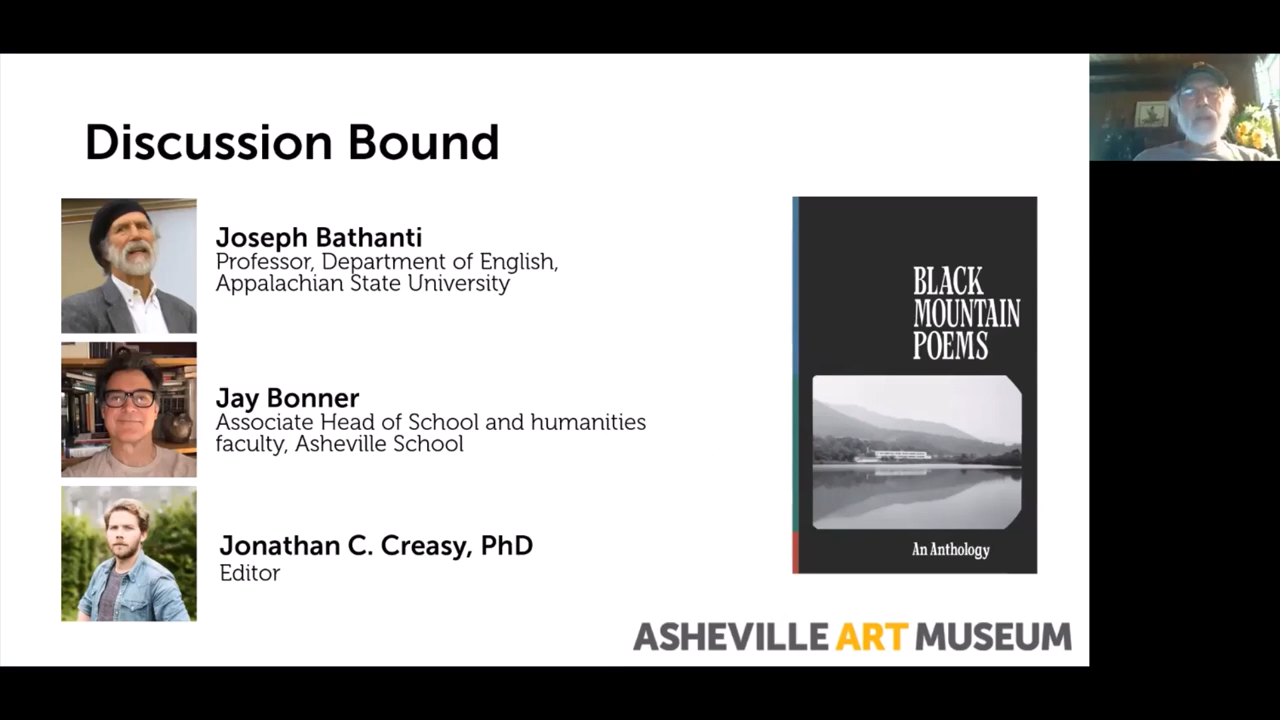 Discussion Bound
Joseph Bathanti
Professor, Department of English,
Appalachian State University
Jay Bonner
Associate Head of School and humanities
faculty, Asheville School
Jonathan C. Creasy, PhD
Editor
BLACK
MOUNTAIN
POEMS
An Anthology
ASHEVILLE ART MUSEUM